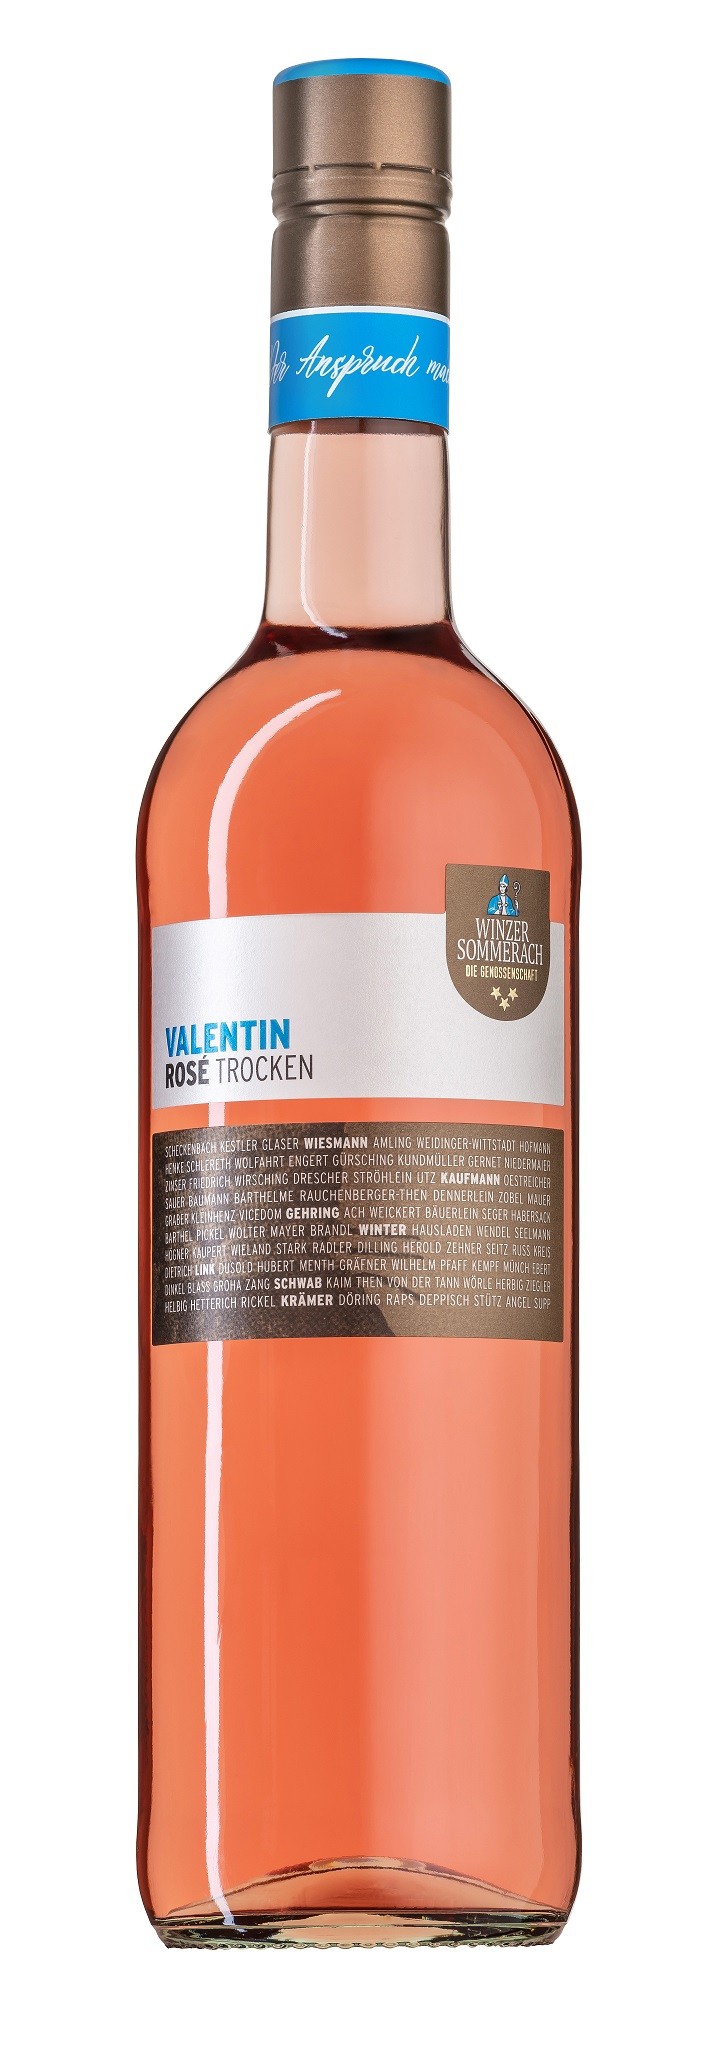 Der Anspruch mac
WINZER
SOMMERACH
DIE GENOSSENSCHAFT
VALENTIN
ROSÉ TROCKEN
SCHECKENBACH KESTLER GLASER WIESMANN AMLING WEIDINGER-WITTSTADT HOFMANN
HENKE SCHLERETH WOLFAHRT ENGERT GÜRSCHING KUNDMÜLLER GERNET NIEDERMAIER
ZINSER FRIEDRICH WIRSCHING DRESCHER STRÖHLEIN UTZ KAUFMANN OESTREICHER
SAUER BAUMANN BARTHELME RAUCHENBERGER-THEN DENNERLEIN ZOBEL MAUER
GRABER KLEINHENZ VICEDOM GEHRING ACH WEICKERT BÄUERLEIN SEGER HABERSACK
BARTHEL PICKEL WOLTER MAYER BRANDL WINTER HAUSLADEN WENDEL SEELMANN
HÖGNER KAUPERT WIELAND STARK RADLER DILLING HEROLD ZEHNER SEITZ RUSS KREIS
DIETRICH LINK DUSOLD HUBERT MENTH GRÄFNER WILHELM PFAFF KEMPF MÜNCH EBERT
DINKEL BLASS GROHA ZANG SCHWAB KAIM THEN VON DER TANN WÖRLE HERBIG ZIEGLER
HELBIG HETTERICH RICKEL KRÄMER DÖRING RAPS DEPPISCH STÜTZ ANGEL SUPP